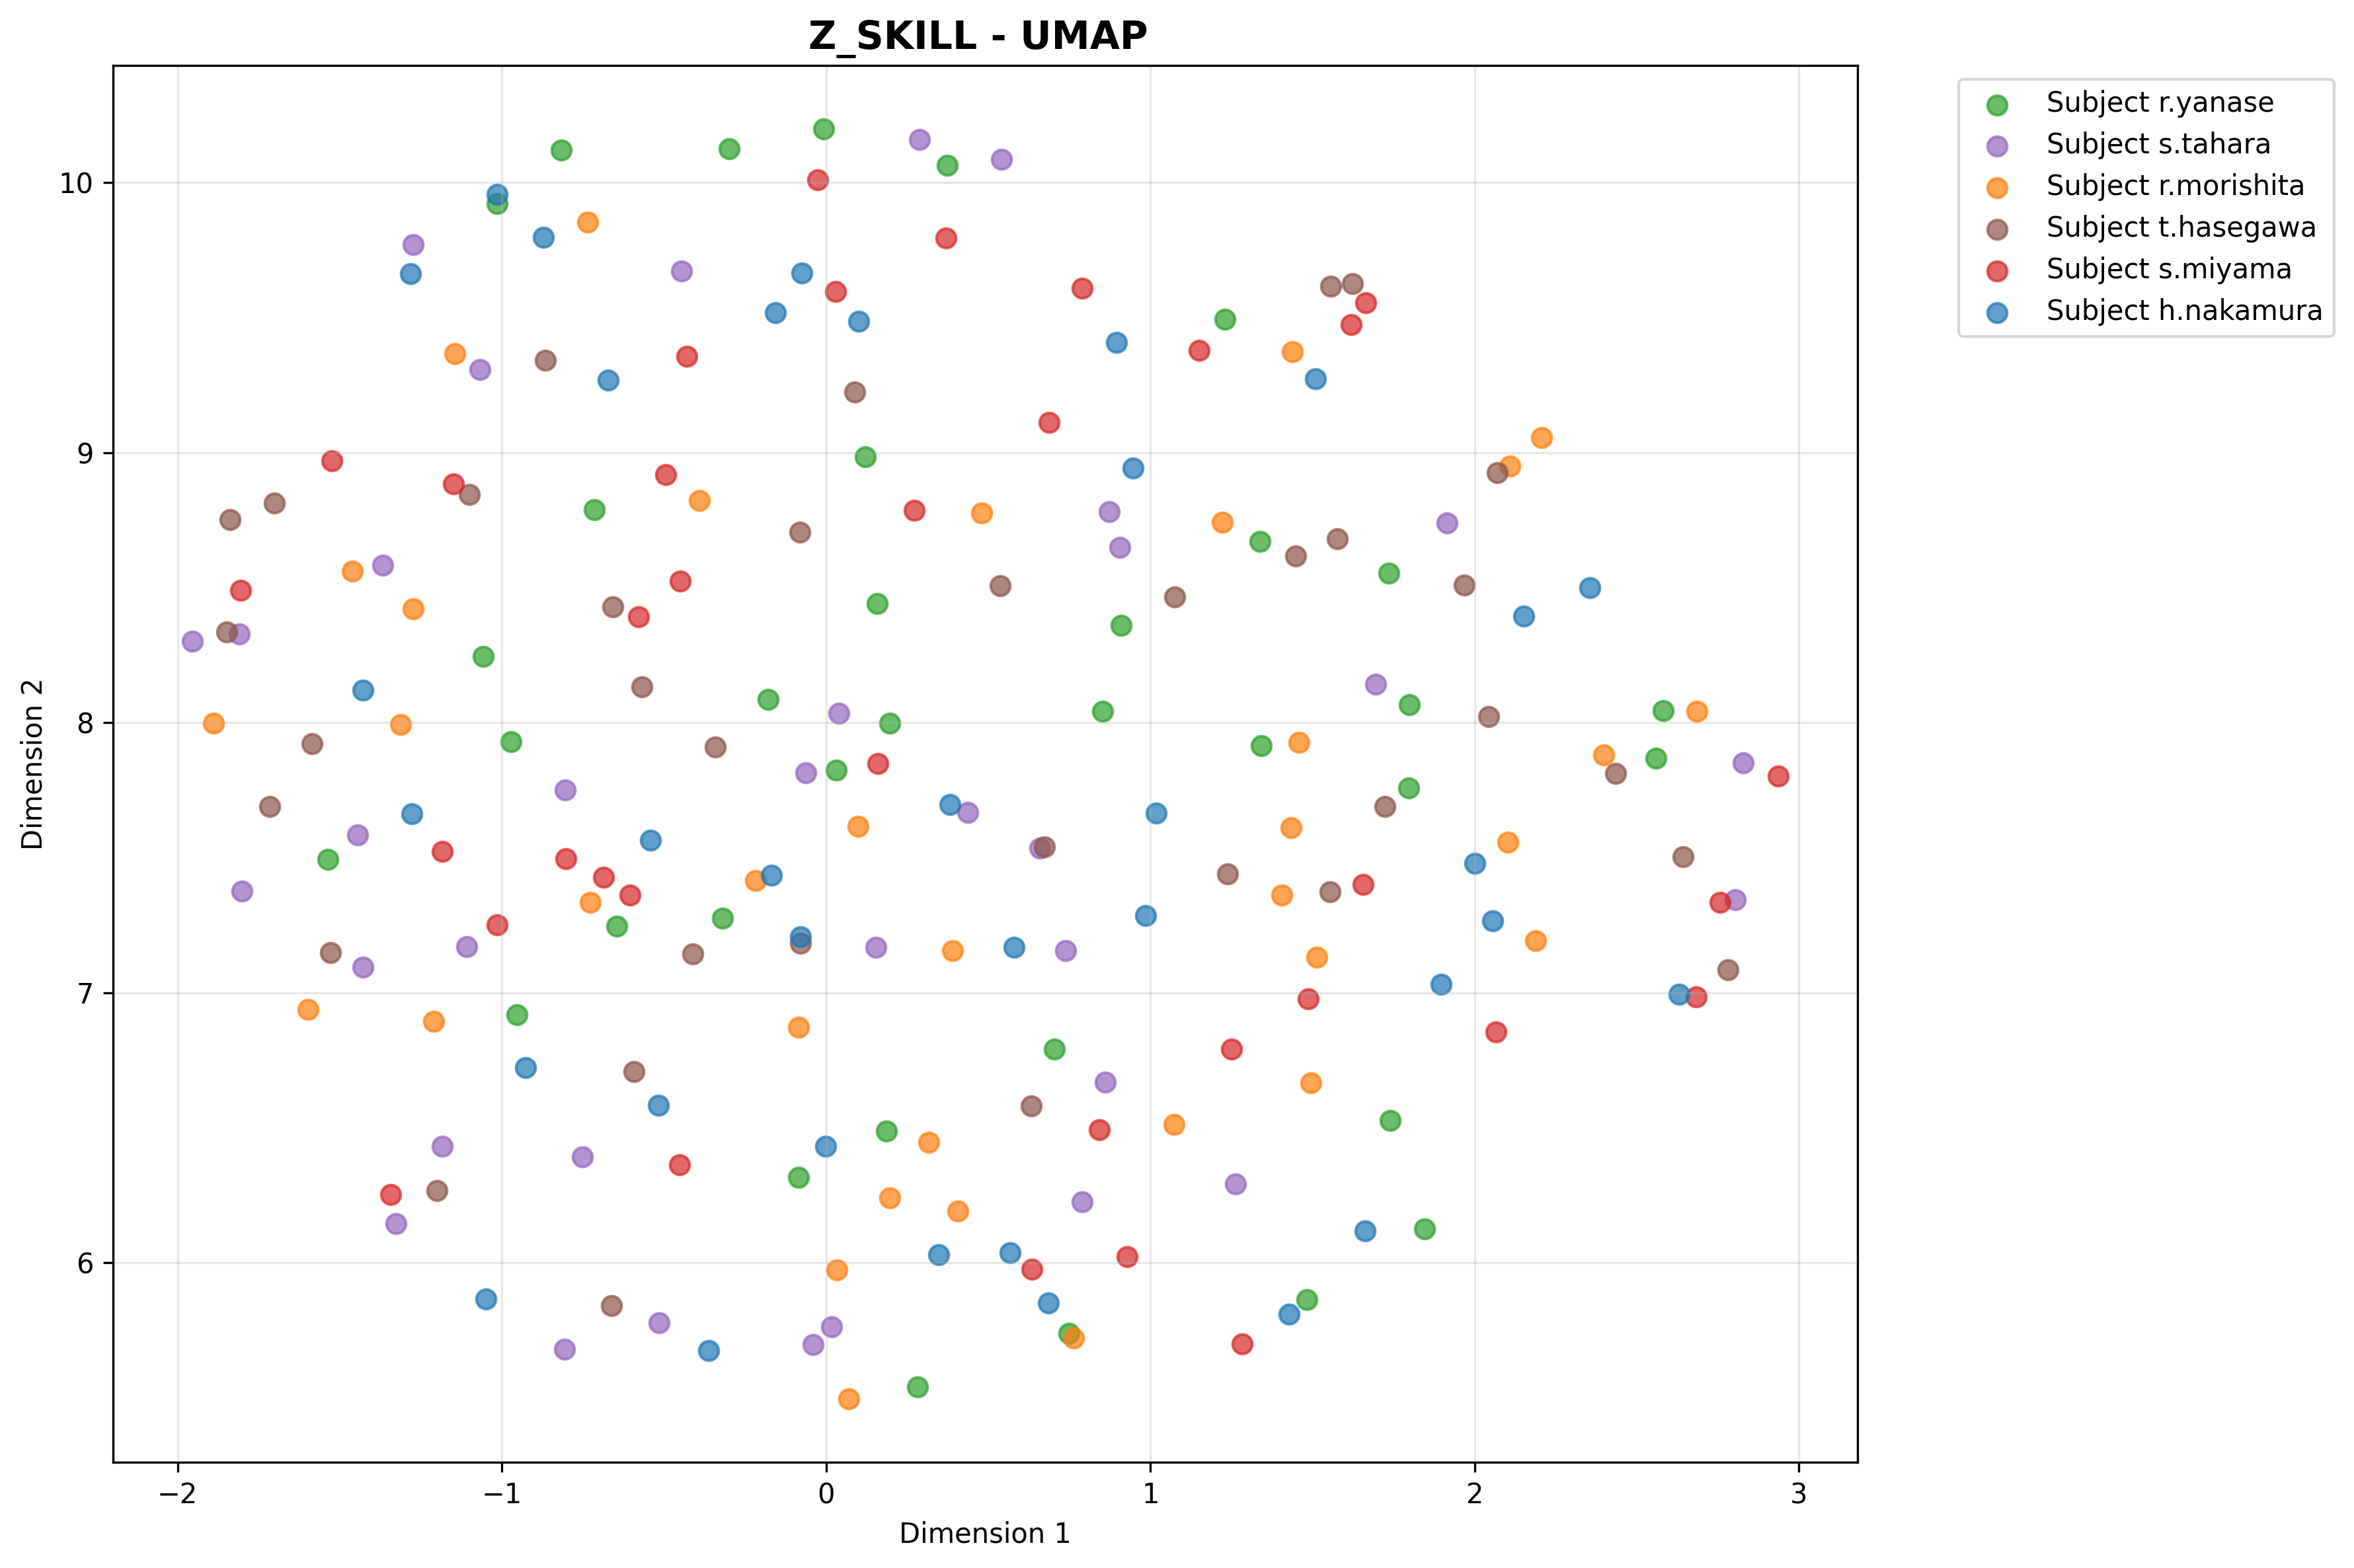 Z_SKILL - UMAP
Subject r.yanase
Subject s.tahara
Subject r.morishita
Subject t.hasegawa
Subject s.miyama
Subject h.nakamura
Dimension 2
10
9
8
7
6
−2
−1
0
1
2
3
Dimension 1